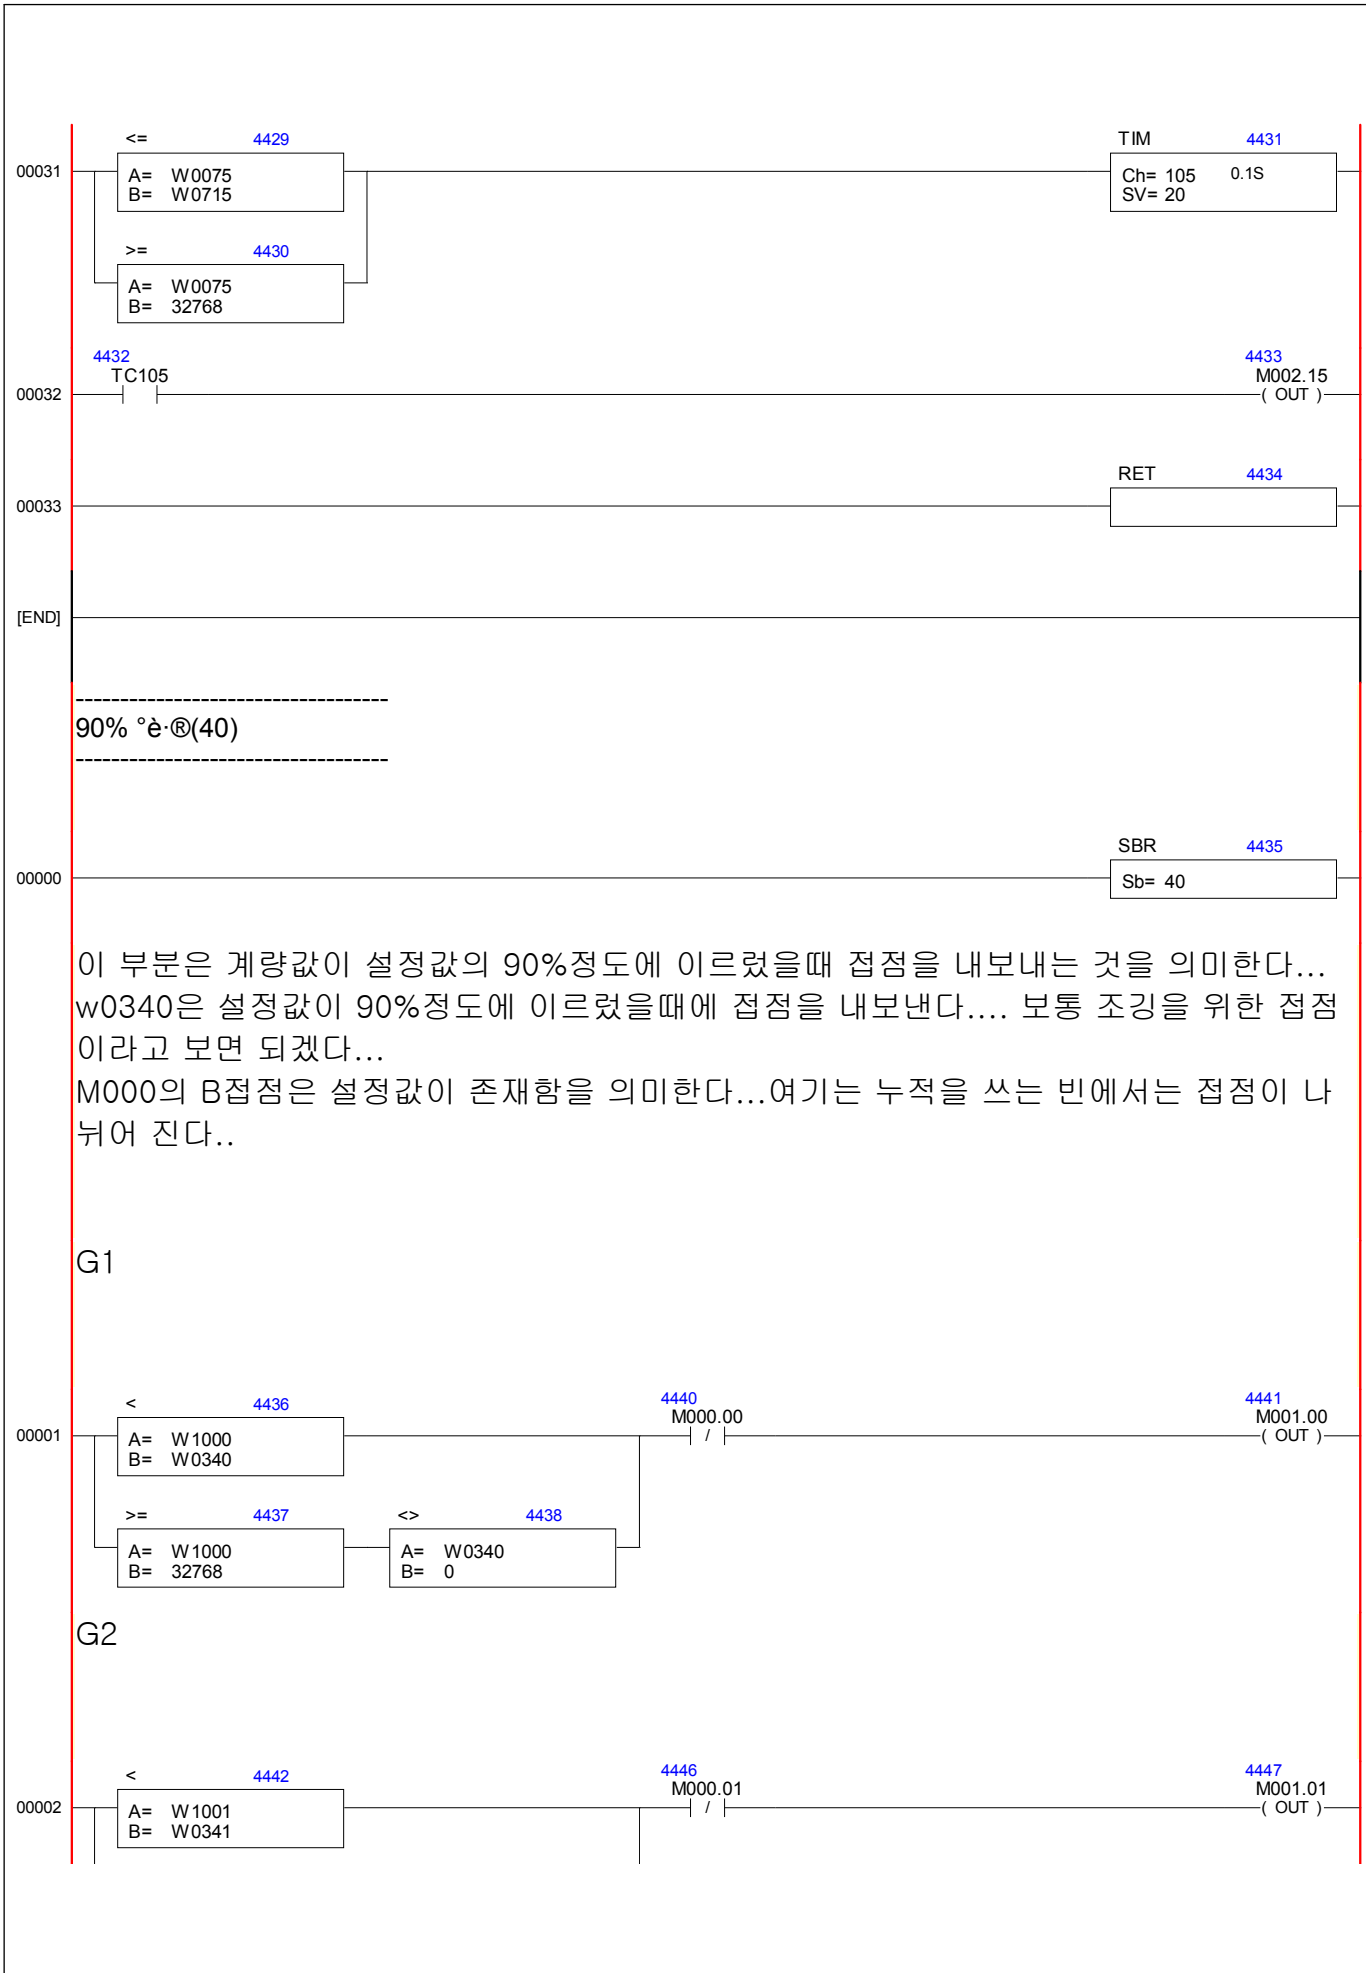 <= 4429
TIM 4431
00031
A= W0075
B= W0715
Ch= 105 0.1S
SV= 20
>= 4430
A= W0075
B= 32768
4432
TC105
4433
M002.15
00032
( OUT )
RET 4434
00033
[END]
----------------------------------
90% °è·®(40)
----------------------------------
SBR 4435
00000
Sb= 40
이 부분은 계량값이 설정값의 90%정도에 이르렀을때 접점을 내보내는 것을 의미한다...
w0340은 설정값이 90%정도에 이르렀을때에 접점을 내보낸다.... 보통 조깅을 위한 접점
이라고 보면 되겠다...
M000의 B접점은 설정값이 존재함을 의미한다...여기는 누적을 쓰는 빈에서는 접점이 나
뉘어 진다..
G1
< 4436
4440
M000.00
4441
M001.00
00001
A= W1000
B= W0340
/
( OUT )
>= 4437
<> 4438
A= W1000
B= 32768
A= W0340
B= 0
G2
< 4442
4446
M000.01
4447
M001.01
00002
A= W1001
B= W0341
/
( OUT )